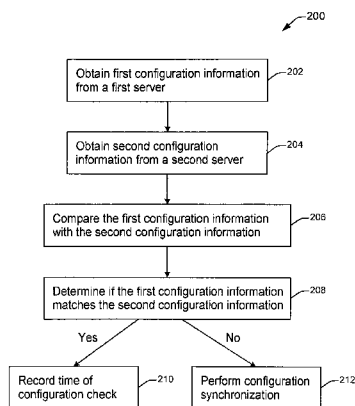 200
Obtain first configuration information
from a first server
202
Obtain second configuration
information from a second server
204
Compare the first configuration information
with the second configuration information
206
Determine if the first configuration information
matches the second configuration information
208
Yes
No
Record time of
configuration check
210
Perform configuration
synchronization
212